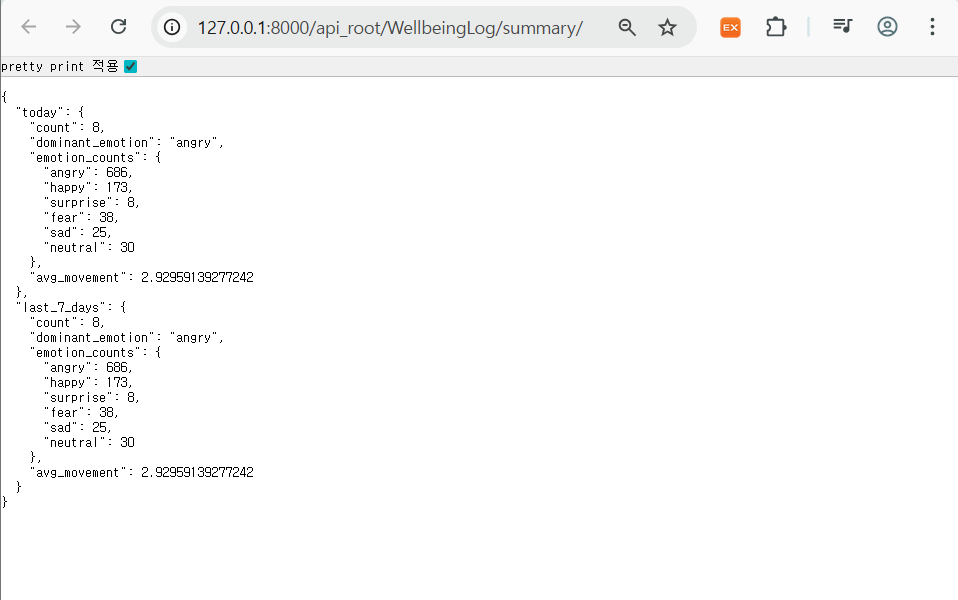 127.0.0.1:8000/api_root/WellbeingLog/summary/
EX
pretty print 적용
{
  "today": {
    "count": 8,
    "dominant_emotion": "angry",
    "emotion_counts": {
      "angry": 686,
      "happy": 173,
      "surprise": 8,
      "fear": 38,
      "sad": 25,
      "neutral": 30
    },
    "avg_movement": 2.92959139277242
  },
  "last_7_days": {
    "count": 8,
    "dominant_emotion": "angry",
    "emotion_counts": {
      "angry": 686,
      "happy": 173,
      "surprise": 8,
      "fear": 38,
      "sad": 25,
      "neutral": 30
    },
    "avg_movement": 2.92959139277242
  }
}